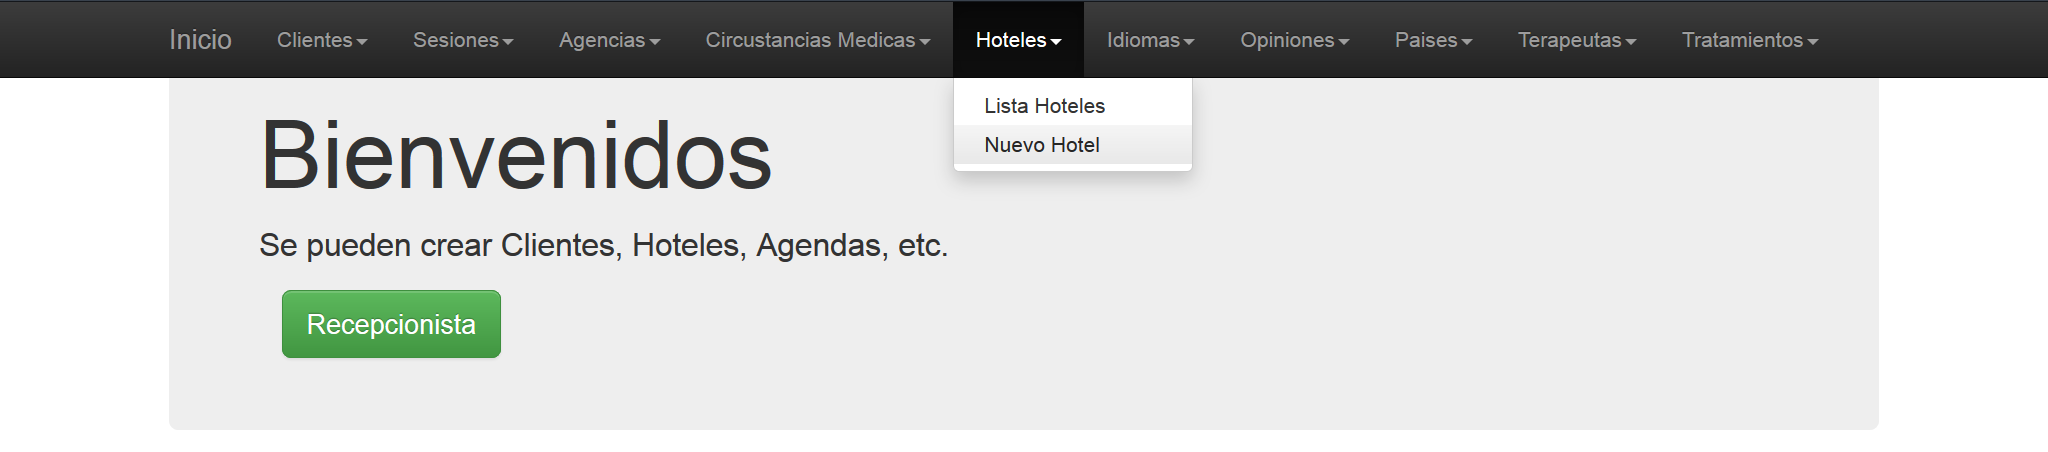 Inicio Clientes Sesiones Agencias Circustancias Medicas Hoteles Idiomas Opiniones Paises Terapeutas Tratamientos
Lista Hoteles
Nuevo Hotel
Bienvenidos
Se pueden crear Clientes, Hoteles, Agendas, etc.
Recepcionista